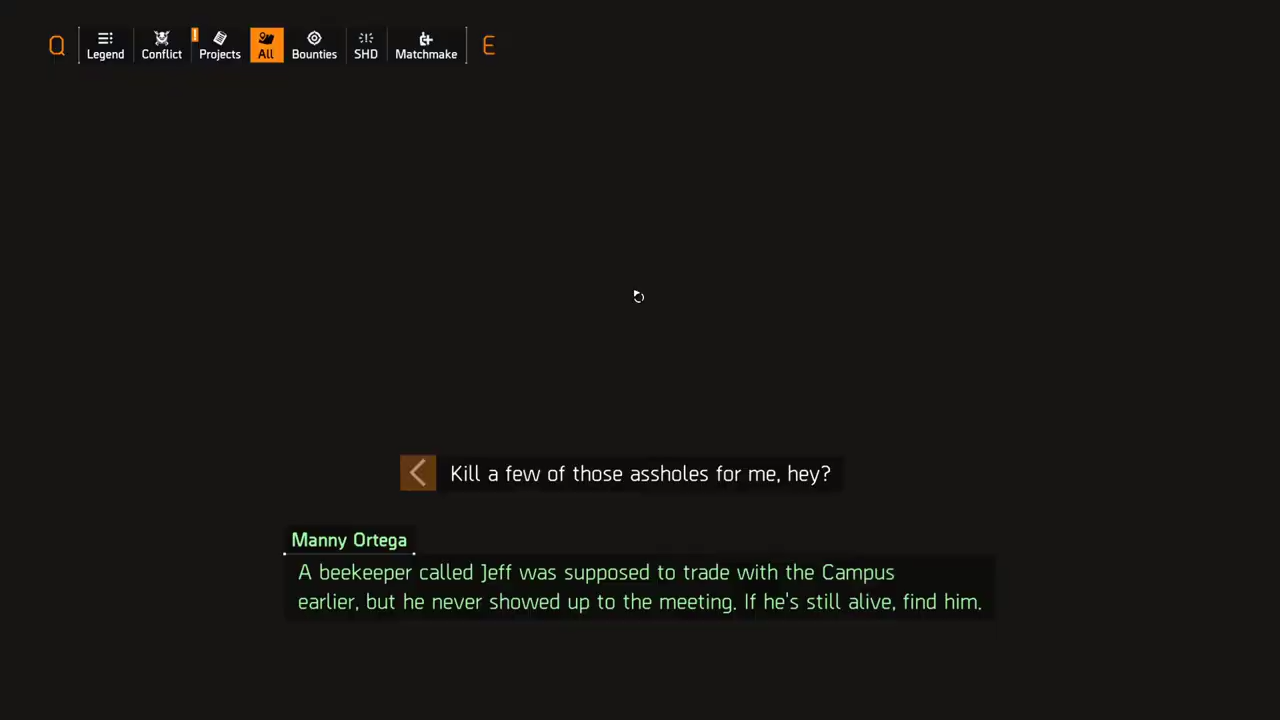 Q
Legend
Conflict
Projects
All
Bounties
SHD
Matchmake
E
Kill a few of those assholes for me, hey?
Manny Ortega
A beekeeper called Jeff was supposed to trade with the Campus
earlier, but he never showed up to the meeting. If he's still alive, find him.